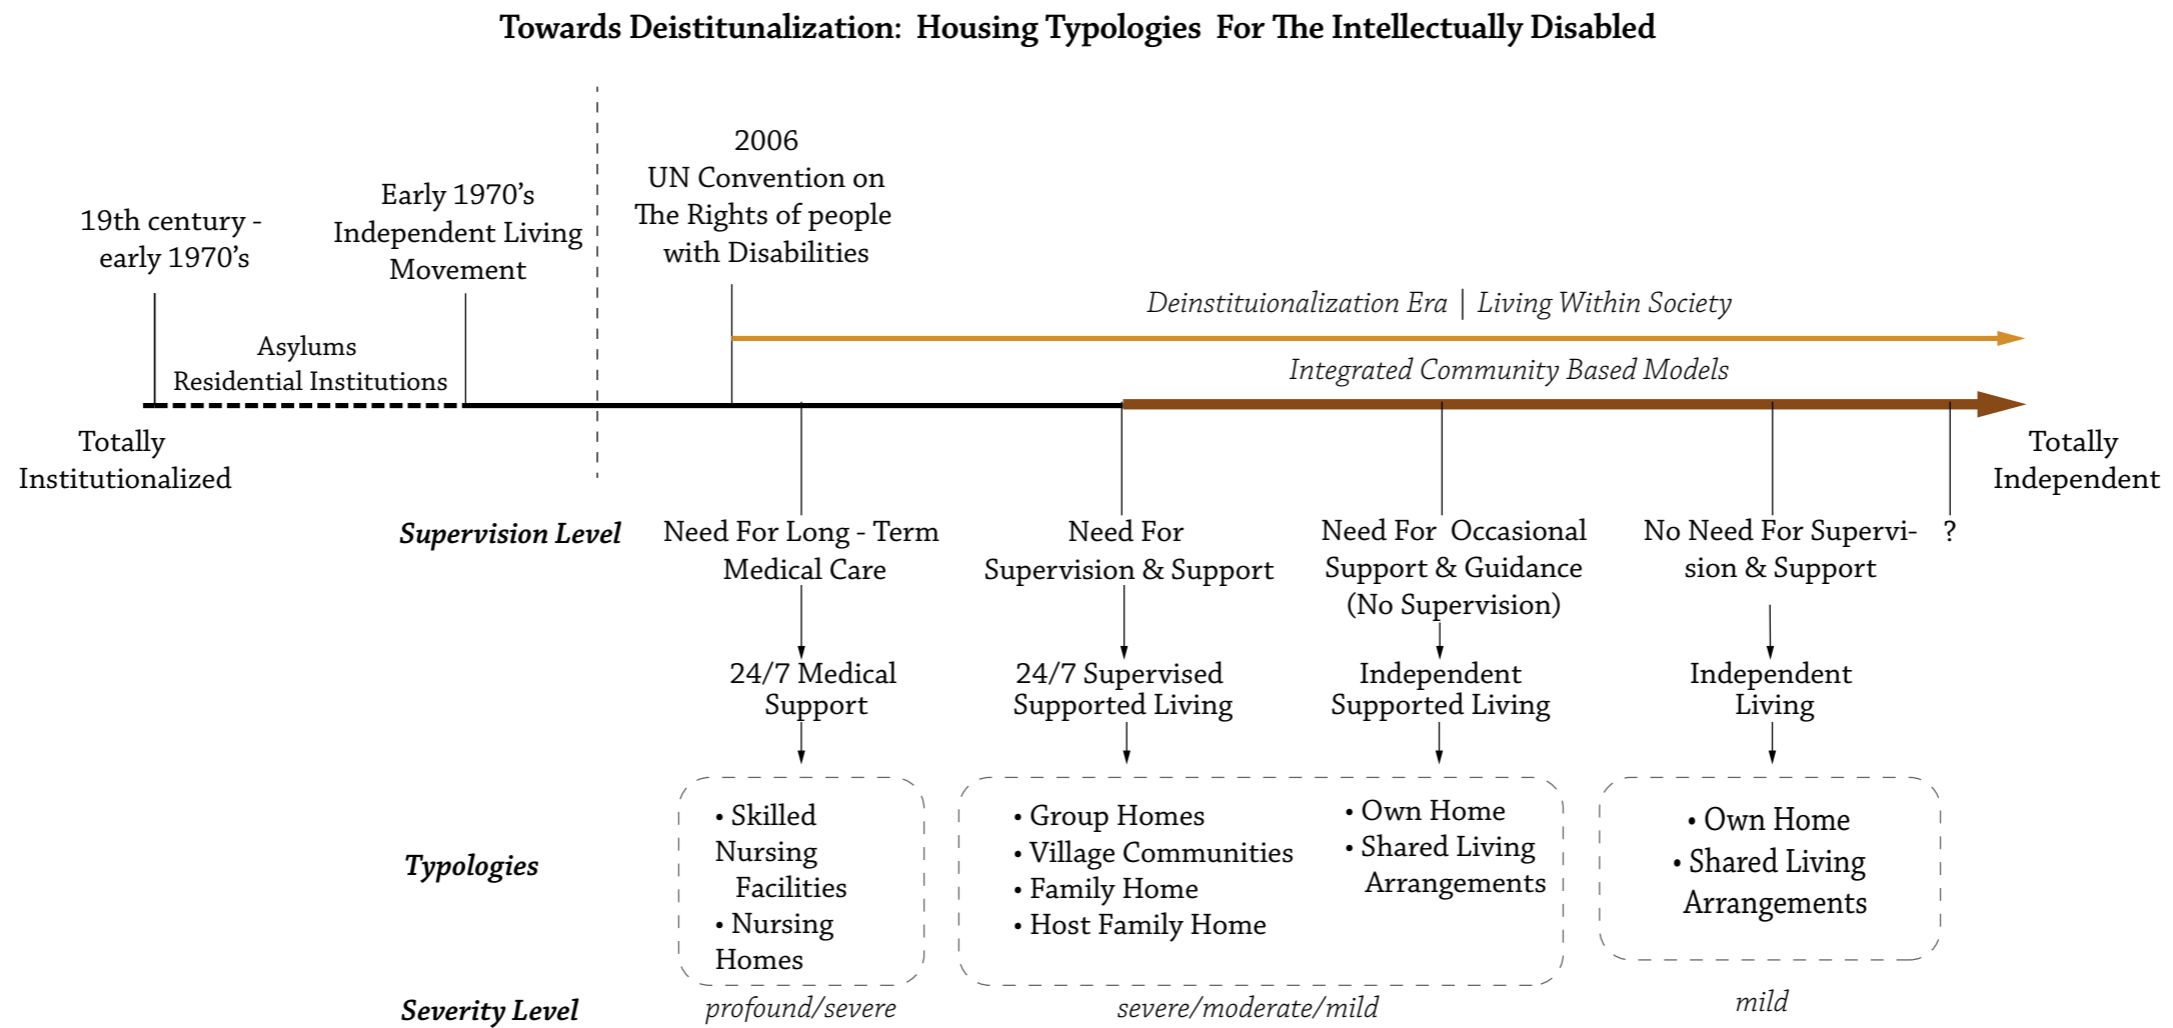 Towards Deistitunalization: Housing Typologies For The Intellectually Disabled
19th century -
early 1970's
Early 1970's
Independent Living
Movement
2006
UN Convention on
The Rights of people
with Disabilities
Asylums
Residential Institutions
Deinstituionalization Era | Living Within Society
Integrated Community Based Models
Totally
Institutionalized
Totally
Independent
Supervision Level
Need For Long - Term
Medical Care
Need For
Supervision & Support
Need For Occasional
Support & Guidance
(No Supervision)
No Need For Supervi-
sion & Support
?
24/7 Medical
Support
24/7 Supervised
Supported Living
Independent
Supported Living
Independent
Living
Typologies
• Skilled
Nursing
Facilities
• Nursing
Homes
• Group Homes
• Village Communities
• Family Home
• Host Family Home
• Own Home
• Shared Living
Arrangements
• Own Home
• Shared Living
Arrangements
Severity Level
profound/severe
severe/moderate/mild
mild